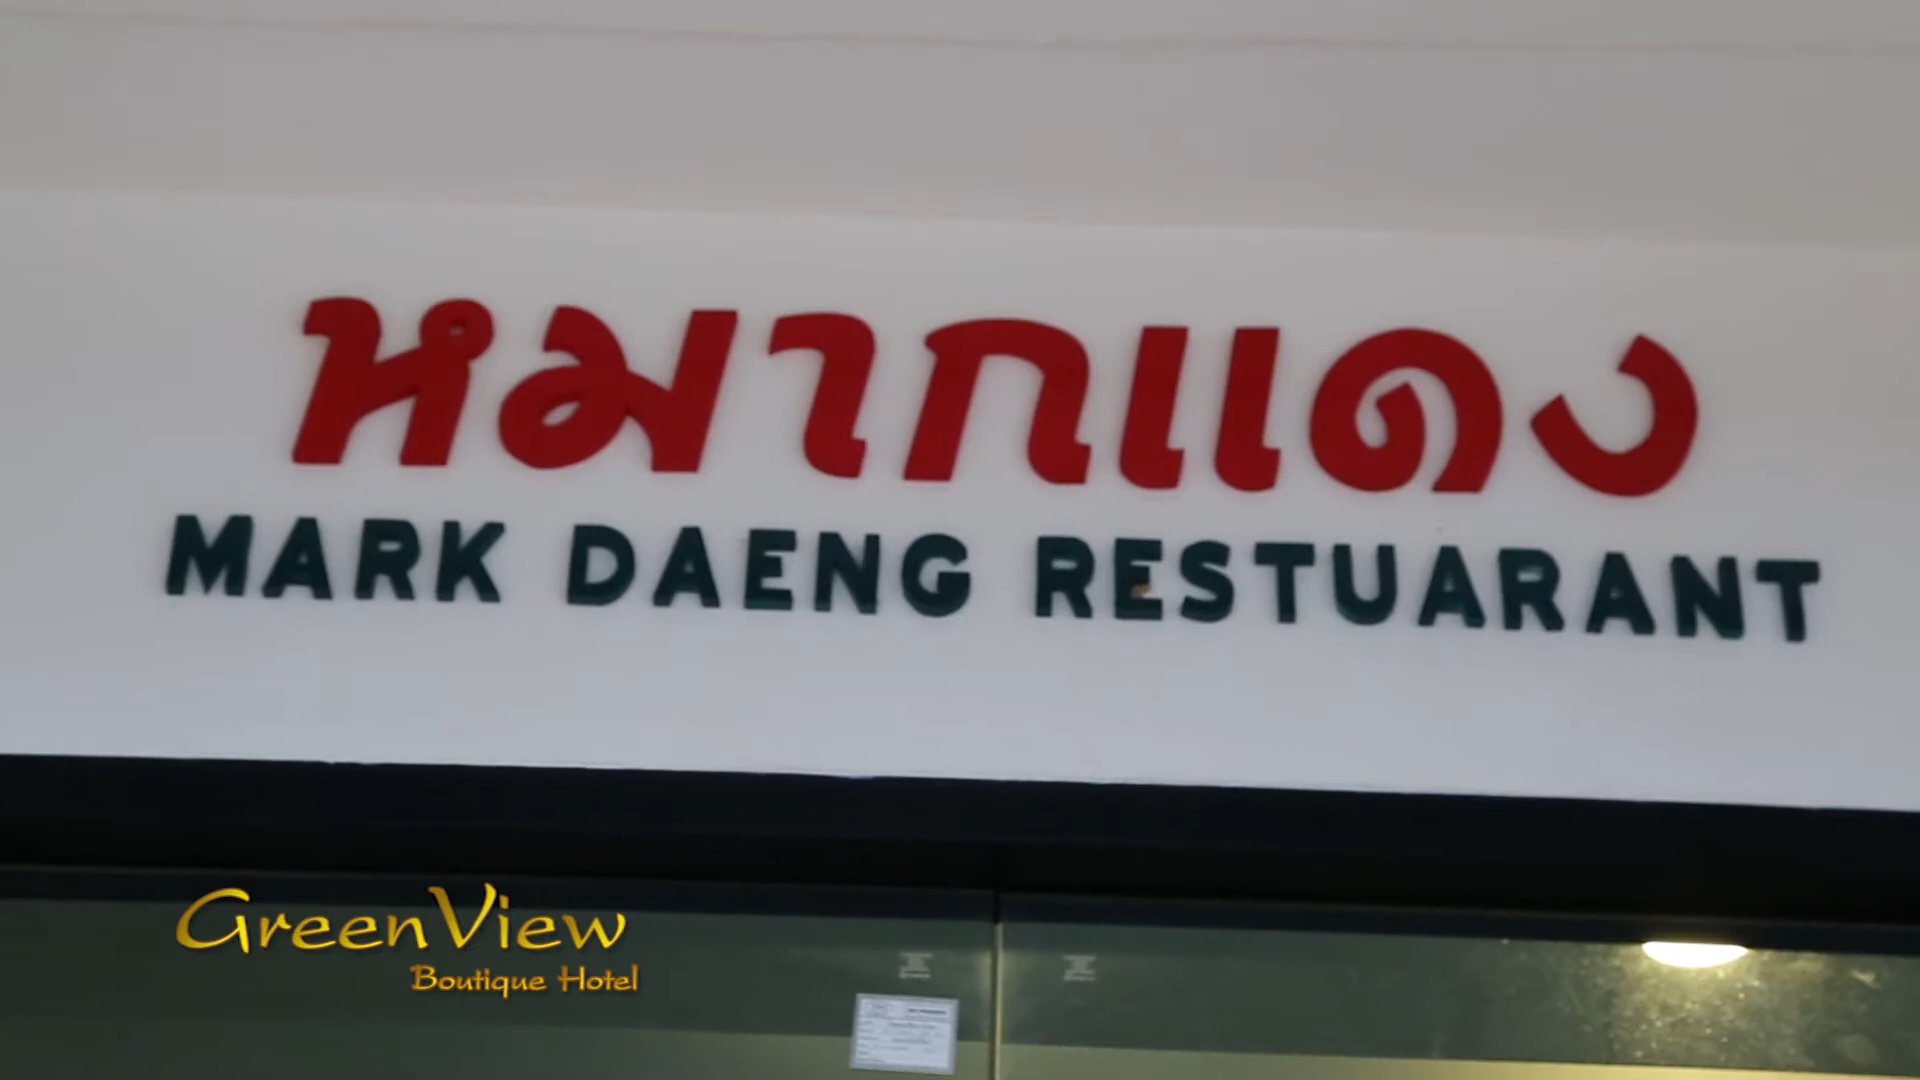 หมากแดง
MARK DAENG RESTUARANT
GreenView
Boutique Hotel